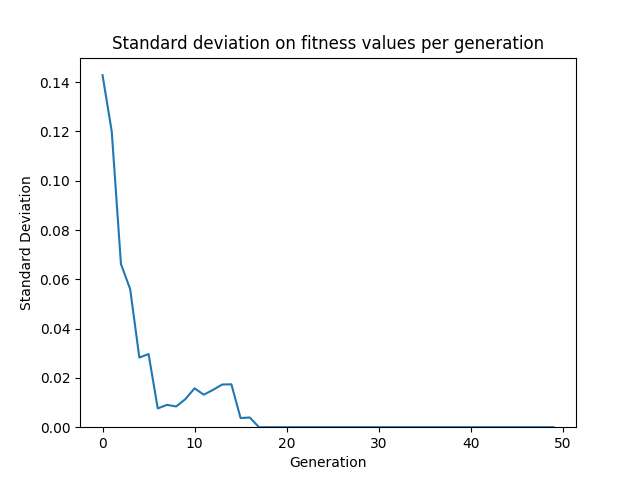 Standard deviation on fitness values per generation
0.14
0.12
0.10
0.08
0.06
0.04
0.02
0.00
Standard Deviation
0 10 20 30 40 50
Generation